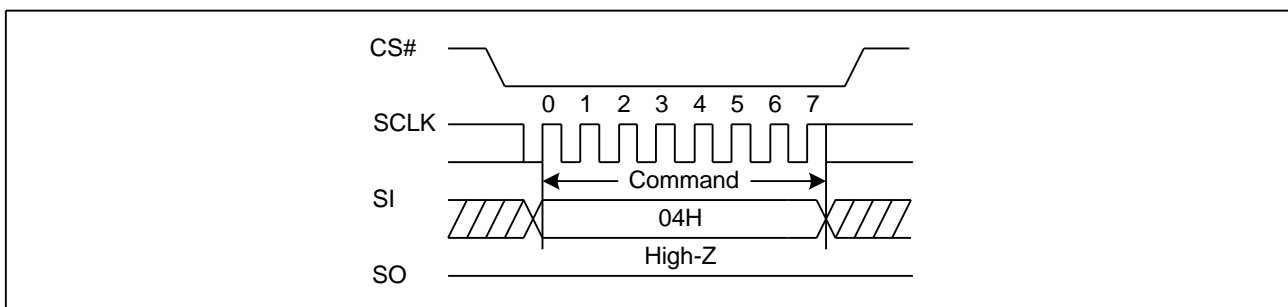 CS#
0 1 2 3 4 5 6 7
SCLK
Command
SI
04H
High-Z
SO